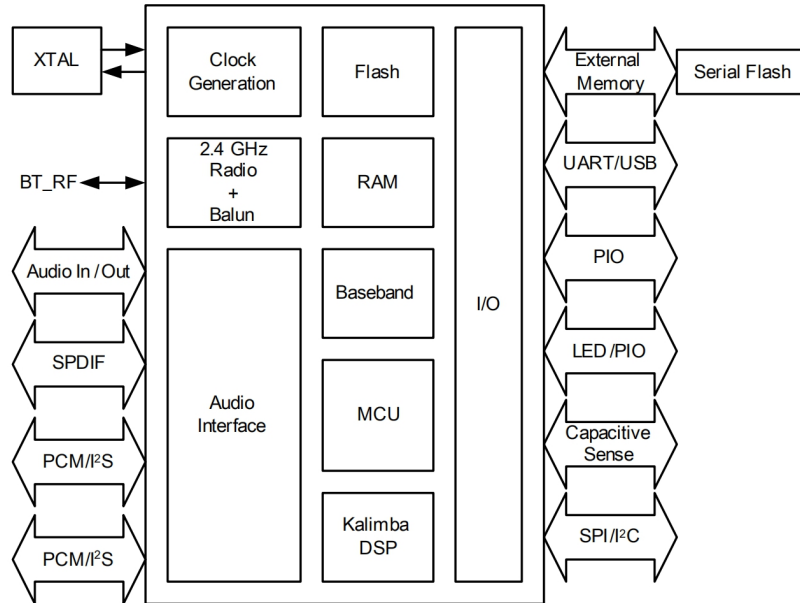 XTAL
Clock
Generation
Flash
External
Memory
Serial Flash
BT_RF
2.4 GHz
Radio
+
Balun
RAM
UART/USB
Audio In/Out
SPDIF
PCM/I²S
PCM/I²S
Audio
Interface
Baseband
MCU
Kalimba
DSP
I/O
PIO
LED/PIO
Capacitive
Sense
SPI/I²C